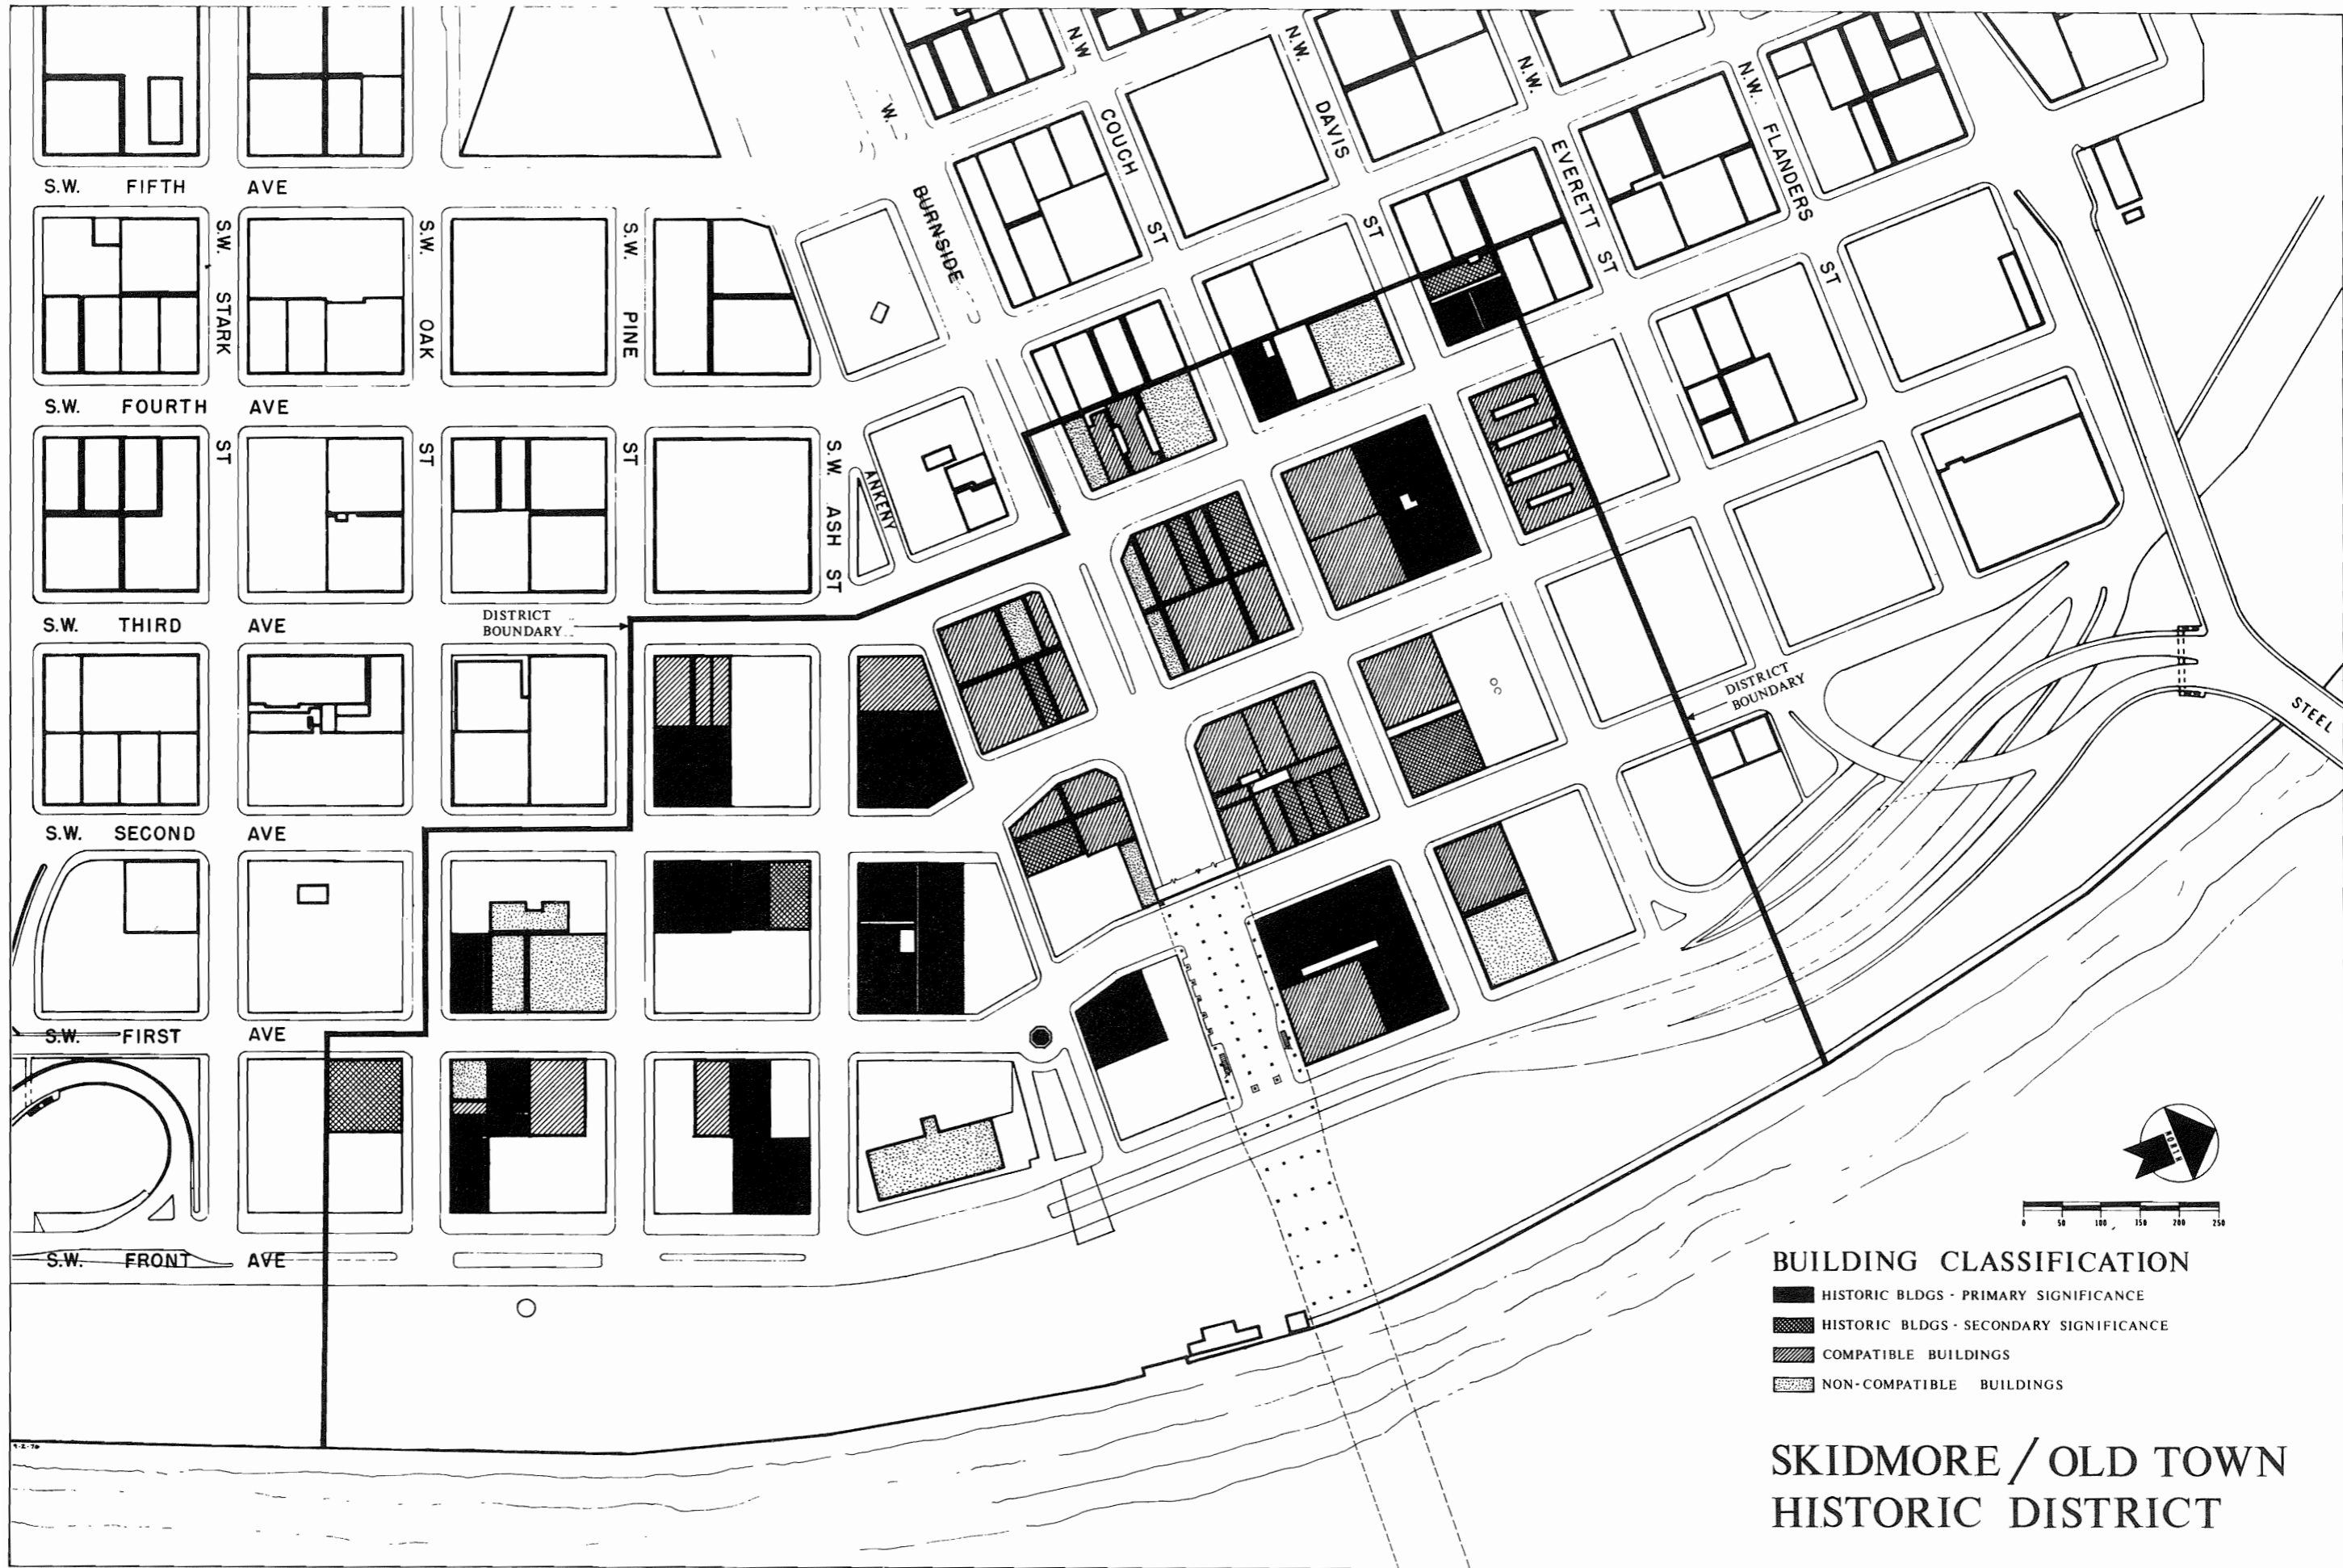 N.W.
N.W.
N.W.
N.W.
W.
COUCH
DAVIS
EVERETT
FLANDERS
ST
ST
ST
ST
BURNSIDE
S.W. FIFTH AVE
S.W. STARK
S.W. OAK
S.W. PINE
S.W. FOURTH AVE
ST
ST
ST
S.W. ASH ST
ANKENY
DISTRICT
BOUNDARY
S.W. THIRD AVE
DISTRICT
BOUNDARY
STEEL
S.W. SECOND AVE
S.W. FIRST AVE
S.W. FRONT AVE
NORTH
0 50 100 150 200 250
BUILDING CLASSIFICATION
HISTORIC BLDGS - PRIMARY SIGNIFICANCE
HISTORIC BLDGS - SECONDARY SIGNIFICANCE
COMPATIBLE BUILDINGS
NON-COMPATIBLE BUILDINGS
SKIDMORE / OLD TOWN
HISTORIC DISTRICT